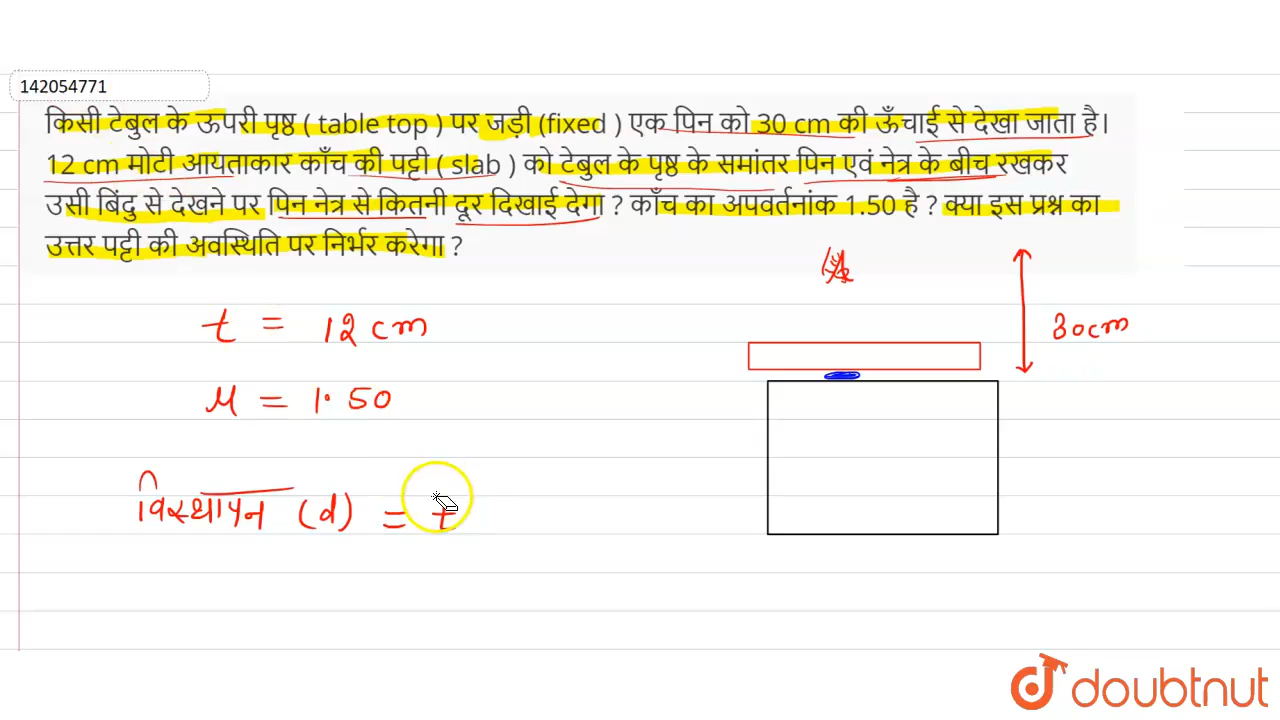 142054771
किसी टेबुल के ऊपरी पृष्ठ ( table top ) पर जड़ी (fixed ) एक पिन को 30 cm की ऊँचाई से देखा जाता है।
12 cm मोटी आयताकार काँच की पट्टी ( slab ) को टेबुल के पृष्ठ के समांतर पिन एवं नेत्र के बीच रखकर
उसी बिंदु से देखने पर पिन नेत्र से कितनी दूर दिखाई देगा ? काँच का अपवर्तनांक 1.50 है ? क्या इस प्रश्न का
उत्तर पट्टी की अवस्थिति पर निर्भर करेगा ?
t = 12 cm
30cm
μ = 1.50
विस्थापन (d) = t
doubtnut